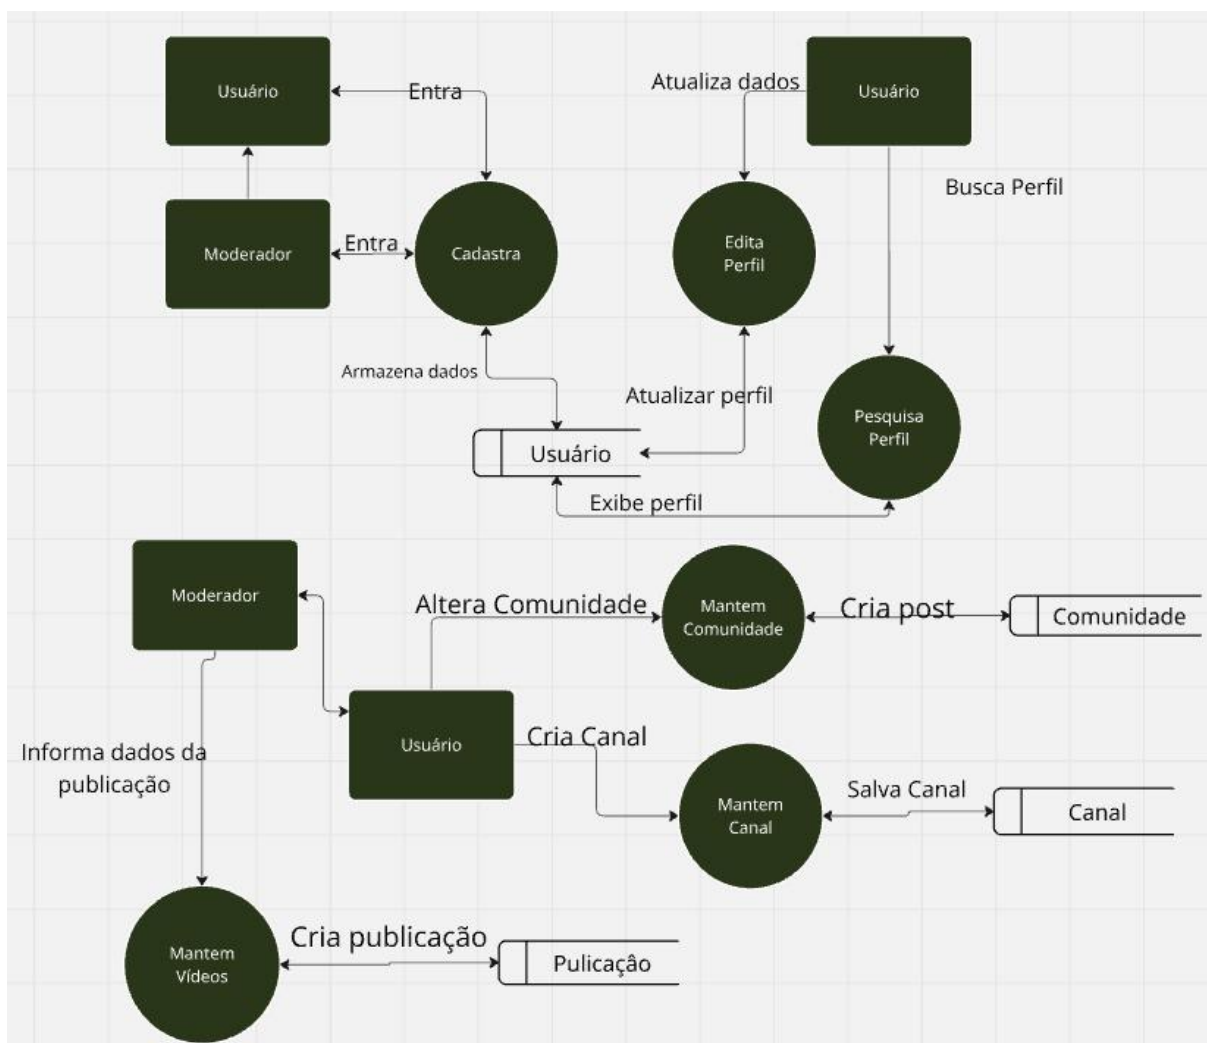 Usuário
Entra
Atualiza dados
Usuário
Busca Perfil
Moderador
Entra
Cadastra
Edita
Perfil
Armazena dados
Atualizar perfil
Pesquisa
Perfil
Usuário
Exibe perfil
Moderador
Altera Comunidade
Mantem
Comunidade
Cria post
Comunidade
Informa dados da
publicação
Usuário
Cria Canal
Mantem
Canal
Salva Canal
Canal
Mantem
Vídeos
Cria publicação
Pulicaçâo